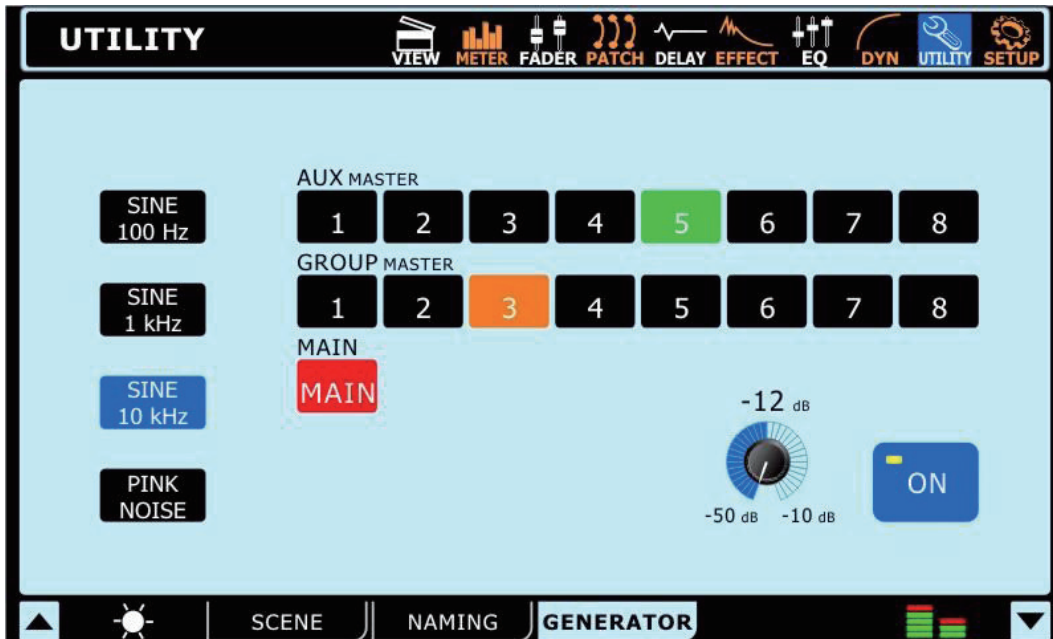 UTILITY
VIEW METER FADER PATCH DELAY EFFECT EQ DYN UTILITY SETUP
AUX MASTER
SINE
100 Hz
1 2 3 4 5 6 7 8
GROUP MASTER
SINE
1 kHz
1 2 3 4 5 6 7 8
MAIN
SINE
10 kHz
MAIN
-12 dB
PINK
NOISE
ON
-50 dB -10 dB
SCENE NAMING GENERATOR